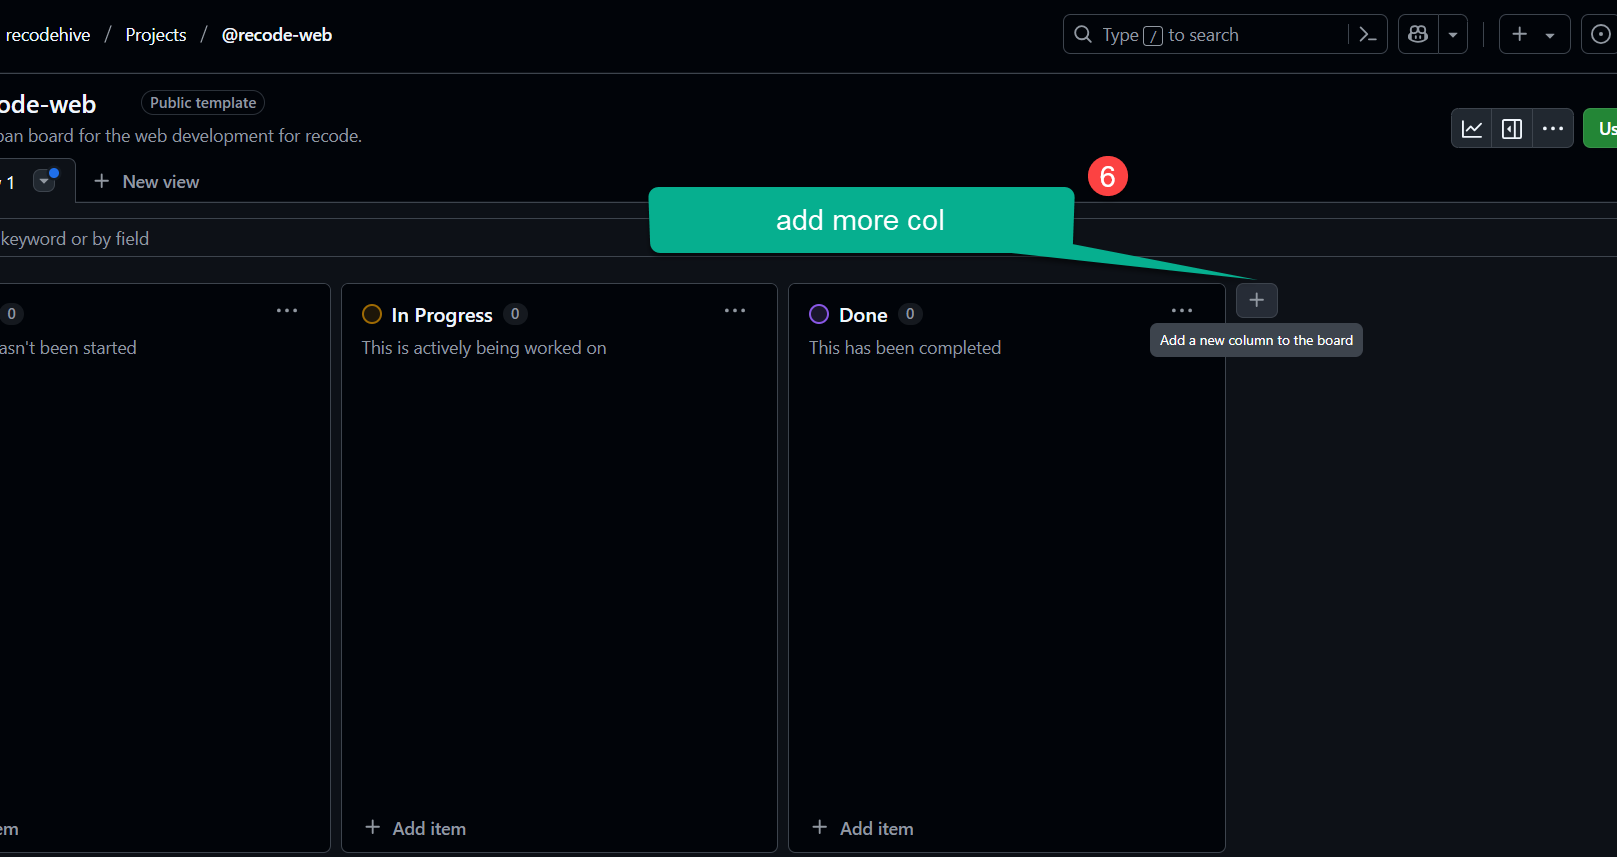 recodehive / Projects / @recode-web
Type / to search
ode-web
Public template
ban board for the web development for recode.
Us
1
New view
6
add more col
keyword or by field
0
asn't been started
In Progress 0
This is actively being worked on
Done 0
This has been completed
Add a new column to the board
em
Add item
Add item